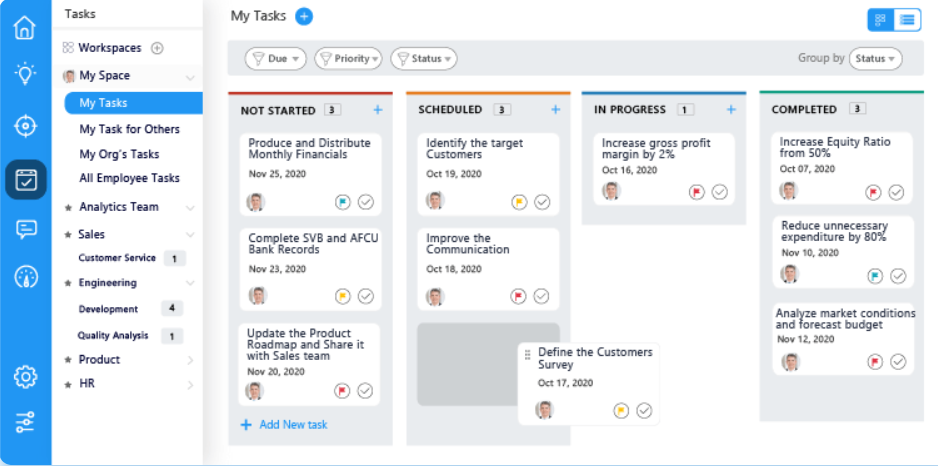 Tasks
Workspaces
My Space
My Tasks
My Task for Others
My Org's Tasks
All Employee Tasks
Analytics Team
Sales
Customer Service 1
Engineering
Development 4
Quality Analysis 1
Product
HR
My Tasks
Due
Priority
Status
Group by Status
NOT STARTED 3
Produce and Distribute
Monthly Financials
Nov 25, 2020
Complete SVB and AFCU
Bank Records
Nov 23, 2020
Update the Product
Roadmap and Share it
with Sales team
Nov 20, 2020
Add New task
SCHEDULED 3
Identify the target
Customers
Oct 19, 2020
Improve the
Communication
Oct 18, 2020
Define the Customers
Survey
Oct 17, 2020
IN PROGRESS 1
Increase gross profit
margin by 2%
Oct 16, 2020
COMPLETED 3
Increase Equity Ratio
from 50%
Oct 07, 2020
Reduce unnecessary
expenditure by 80%
Nov 10, 2020
Analyze market conditions
and forecast budget
Nov 12, 2020